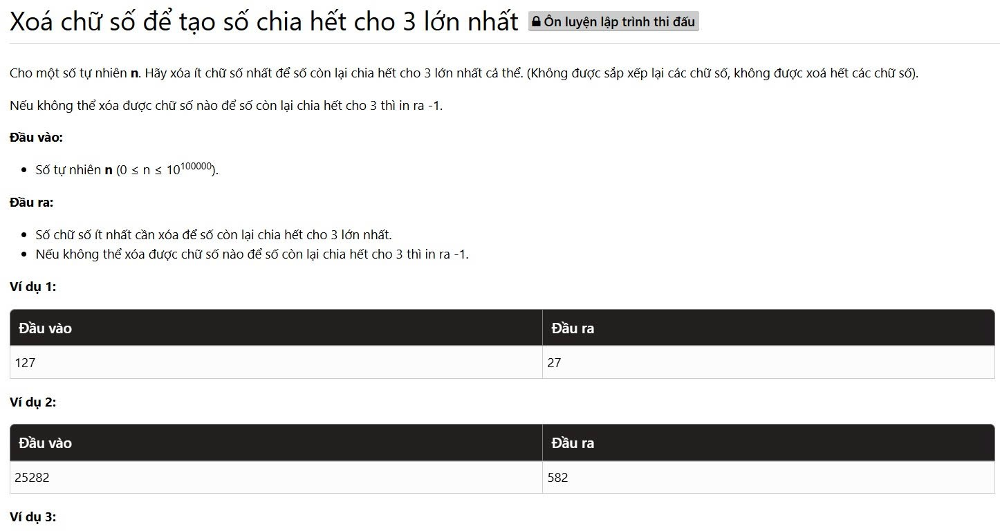 Xoá chữ số để tạo số chia hết cho 3 lớn nhất Ôn luyện lập trình thi đấu
Cho một số tự nhiên n. Hãy xóa ít chữ số nhất để số còn lại chia hết cho 3 lớn nhất cả thể. (Không được sắp xếp lại các chữ số, không được xoá hết các chữ số).
Nếu không thể xóa được chữ số nào để số còn lại chia hết cho 3 thì in ra -1.
Đầu vào:
• Số tự nhiên n (0 ≤ n ≤ 10^100000).
Đầu ra:
• Số chữ số ít nhất cần xóa để số còn lại chia hết cho 3 lớn nhất.
• Nếu không thể xóa được chữ số nào để số còn lại chia hết cho 3 thì in ra -1.
Ví dụ 1:
Đầu vào Đầu ra
127 27
Ví dụ 2:
Đầu vào Đầu ra
25282 582
Ví dụ 3: